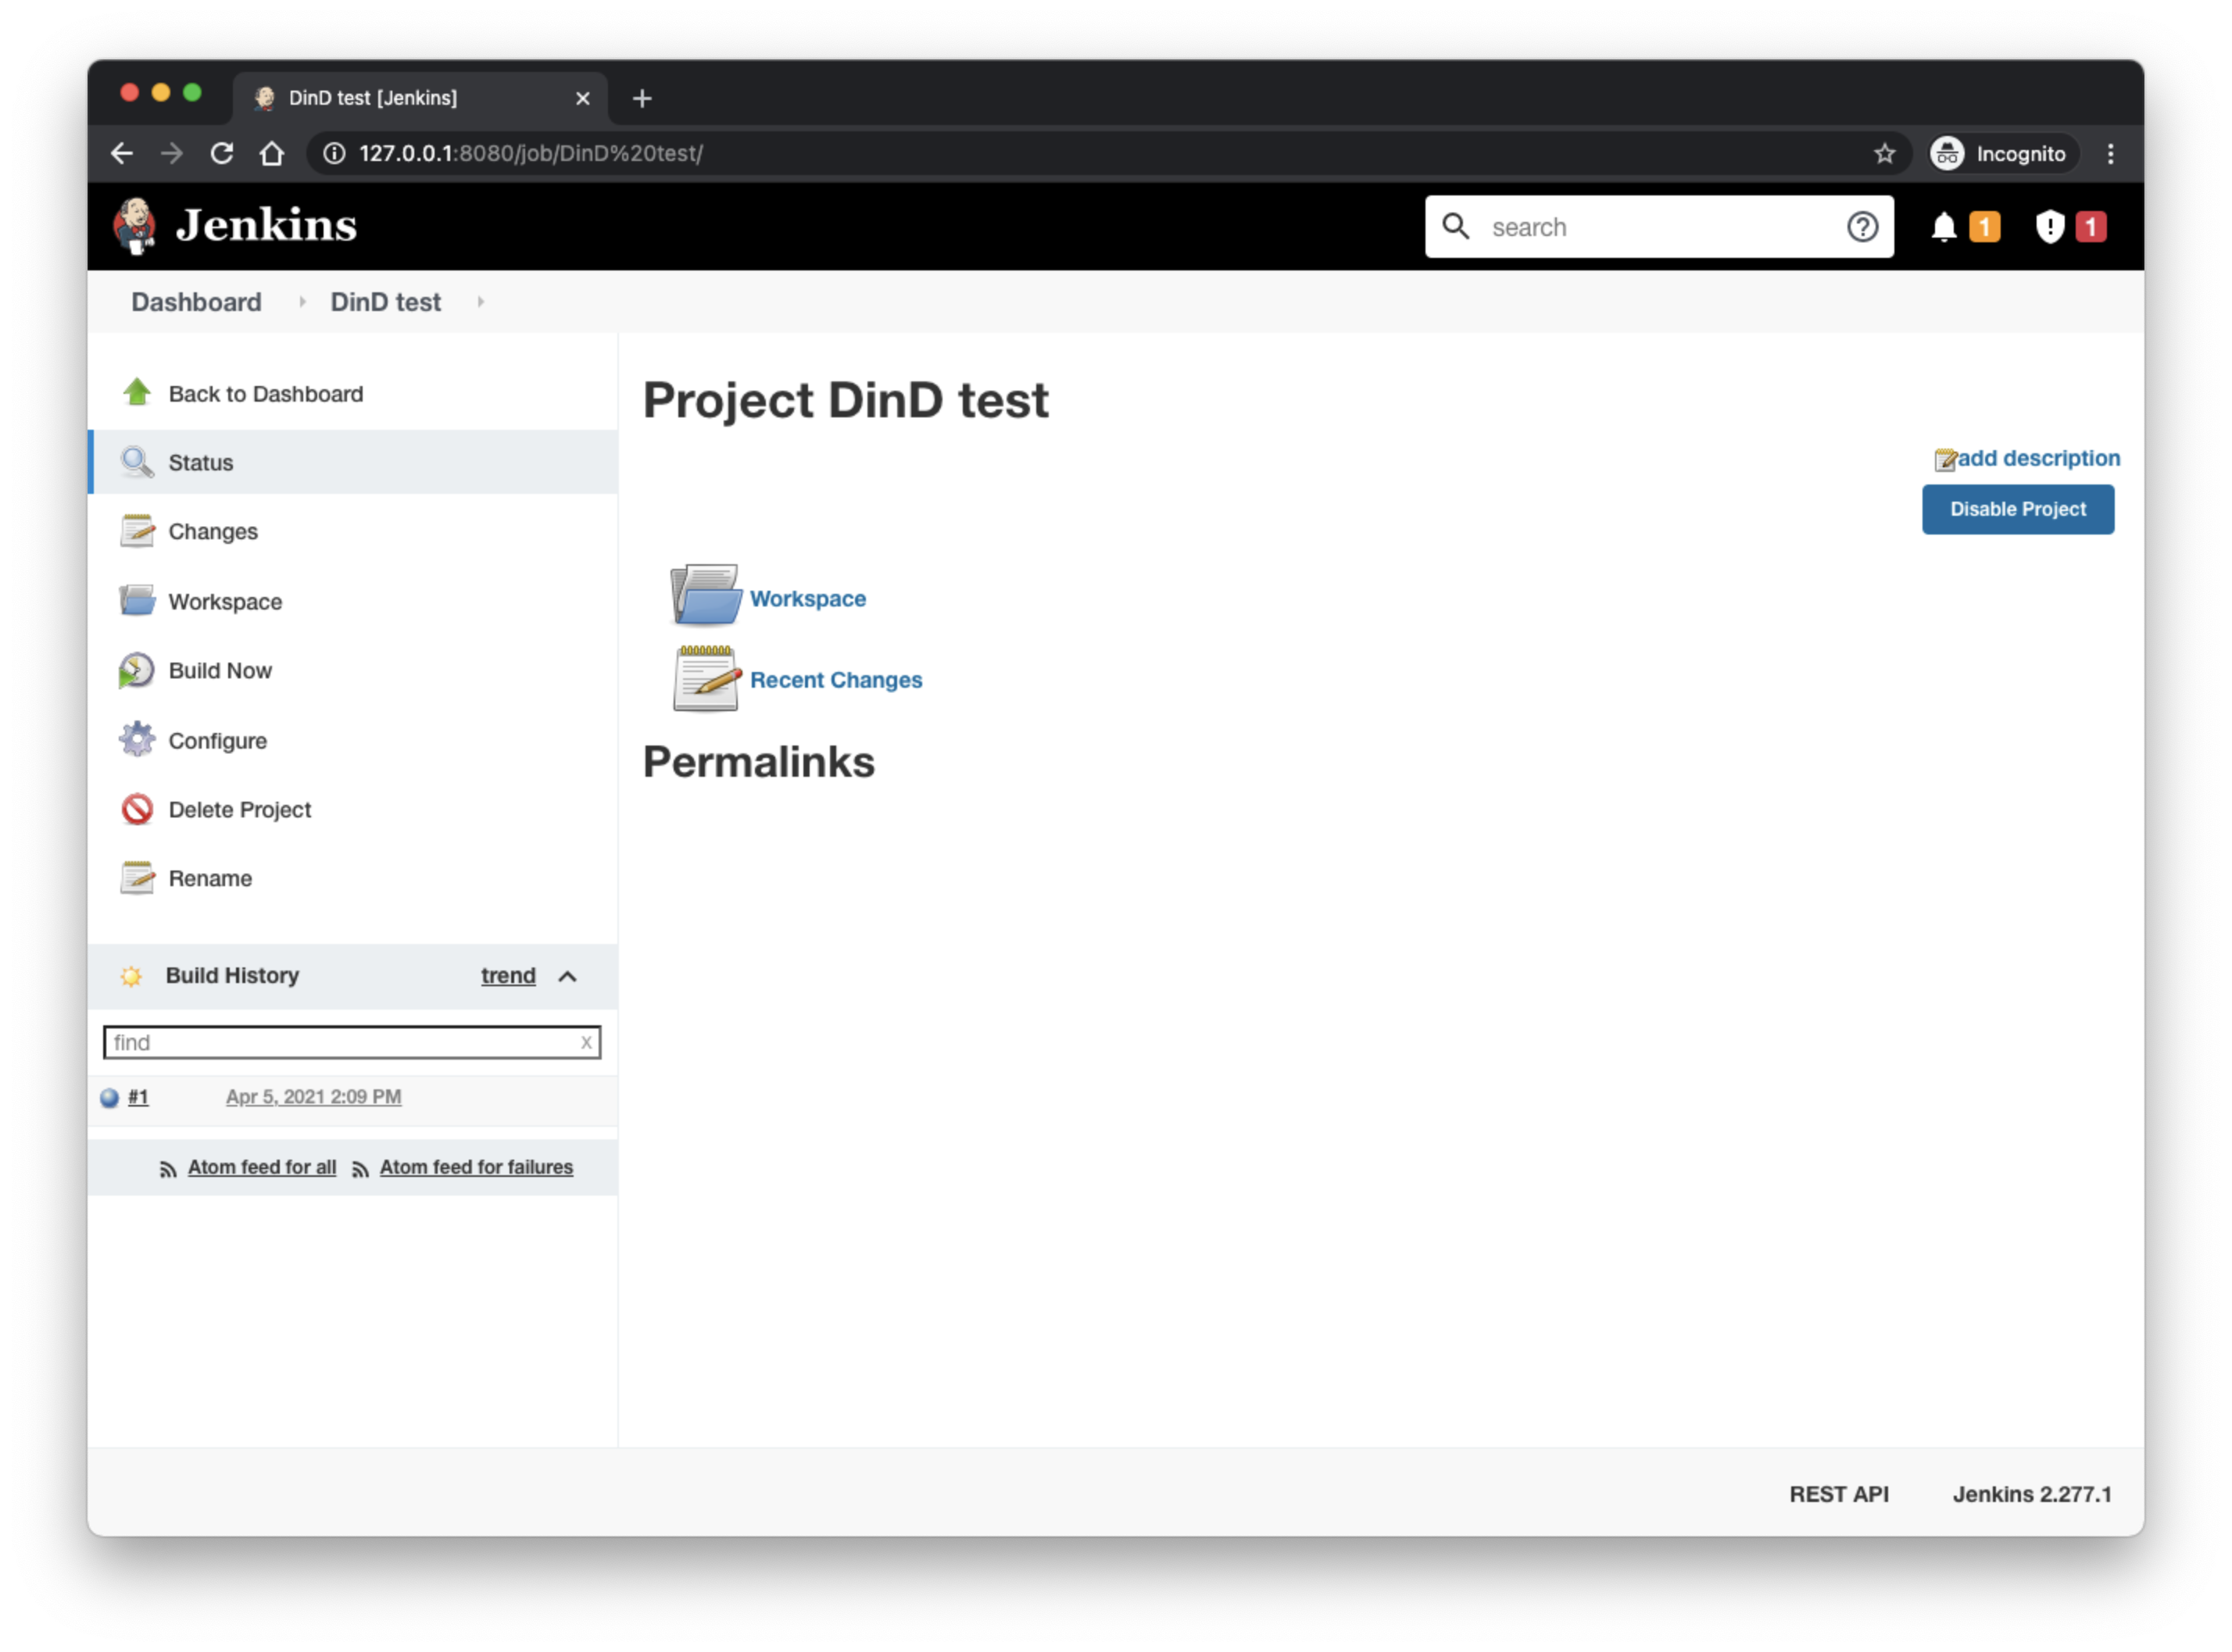 DinD test [Jenkins]
127.0.0.1:8080/job/DinD%20test/
Incognito
Jenkins
search
1
1
Dashboard DinD test
Back to Dashboard
Status
Changes
Workspace
Build Now
Configure
Delete Project
Rename
Build History trend
find x
#1 Apr 5, 2021 2:09 PM
Atom feed for all Atom feed for failures
Project DinD test
add description
Disable Project
Workspace
Recent Changes
Permalinks
REST API Jenkins 2.277.1